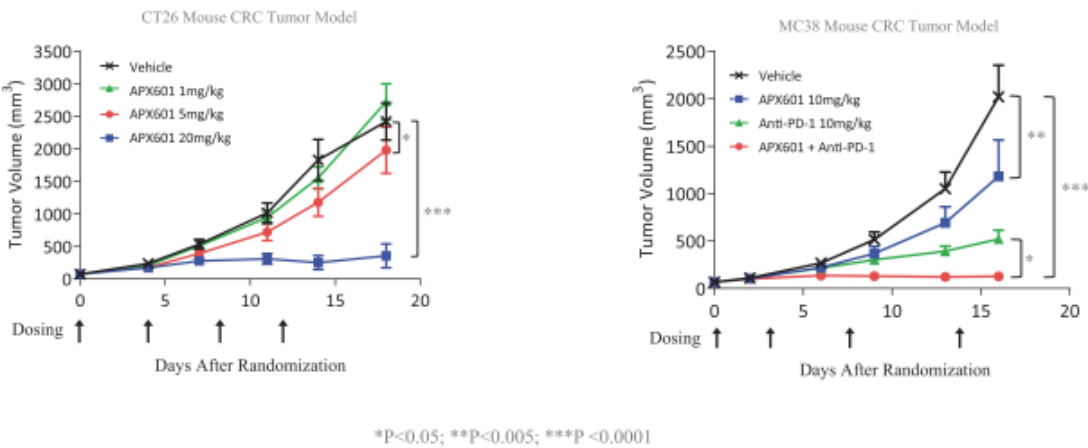 CT26 Mouse CRC Tumor Model
3500
3000
2500
2000
1500
1000
500
0
Tumor Volume (mm³)
Vehicle
APX601 1mg/kg
APX601 5mg/kg
APX601 20mg/kg
*
***
0 5 10 15 20
Dosing
Days After Randomization
MC38 Mouse CRC Tumor Model
2500
2000
1500
1000
500
0
Tumor Volume (mm³)
Vehicle
APX601 10mg/kg
Anti-PD-1 10mg/kg
APX601 + Anti-PD-1
**
***
*
0 5 10 15 20
Dosing
Days After Randomization
*P<0.05; **P<0.005; ***P <0.0001